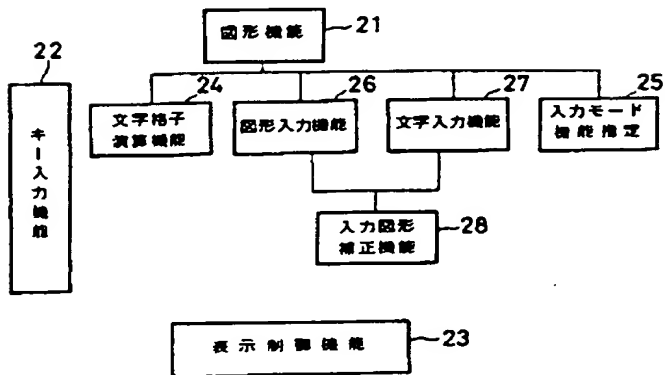 図形機能
21
22
キー入力機能
24
文字格子
演算機能
26
図形入力機能
27
文字入力機能
25
入力モード
機能指定
入力図形
補正機能
28
表示制御機能
23